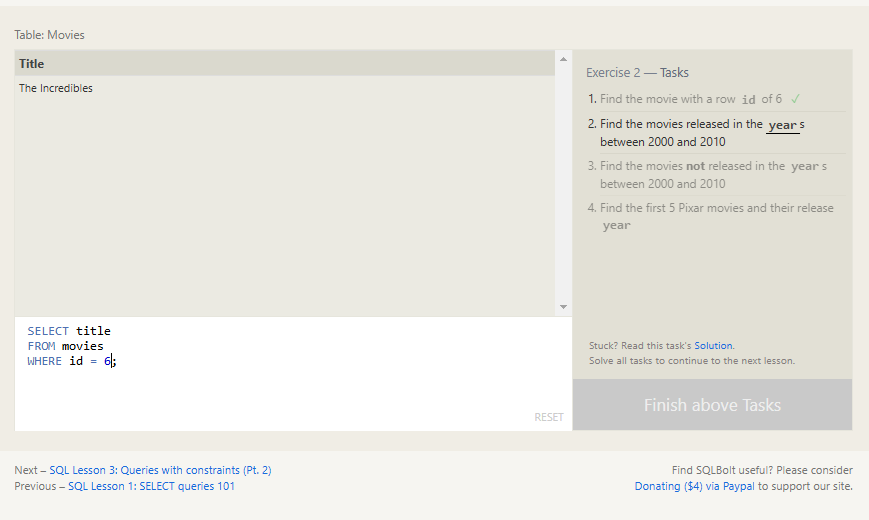 Table: Movies
Title
The Incredibles
Exercise 2 — Tasks
1. Find the movie with a row id of 6 ✓
2. Find the movies released in the years
between 2000 and 2010
3. Find the movies not released in the years
between 2000 and 2010
4. Find the first 5 Pixar movies and their release
year
SELECT title
FROM movies
WHERE id = 6;
RESET
Stuck? Read this task's Solution.
Solve all tasks to continue to the next lesson.
Finish above Tasks
Next – SQL Lesson 3: Queries with constraints (Pt. 2)
Previous – SQL Lesson 1: SELECT queries 101
Find SQLBolt useful? Please consider
Donating ($4) via Paypal to support our site.